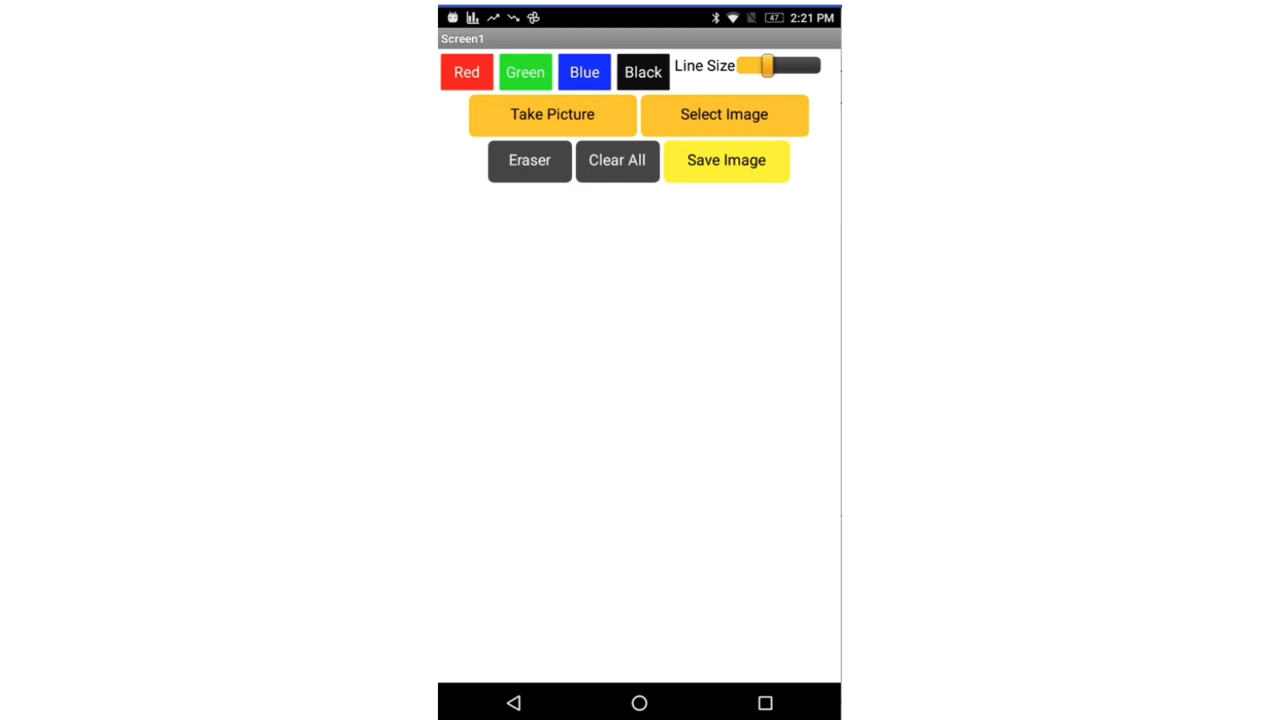 47 2:21 PM
Screen1
Red Green Blue Black Line Size
Take Picture Select Image
Eraser Clear All Save Image